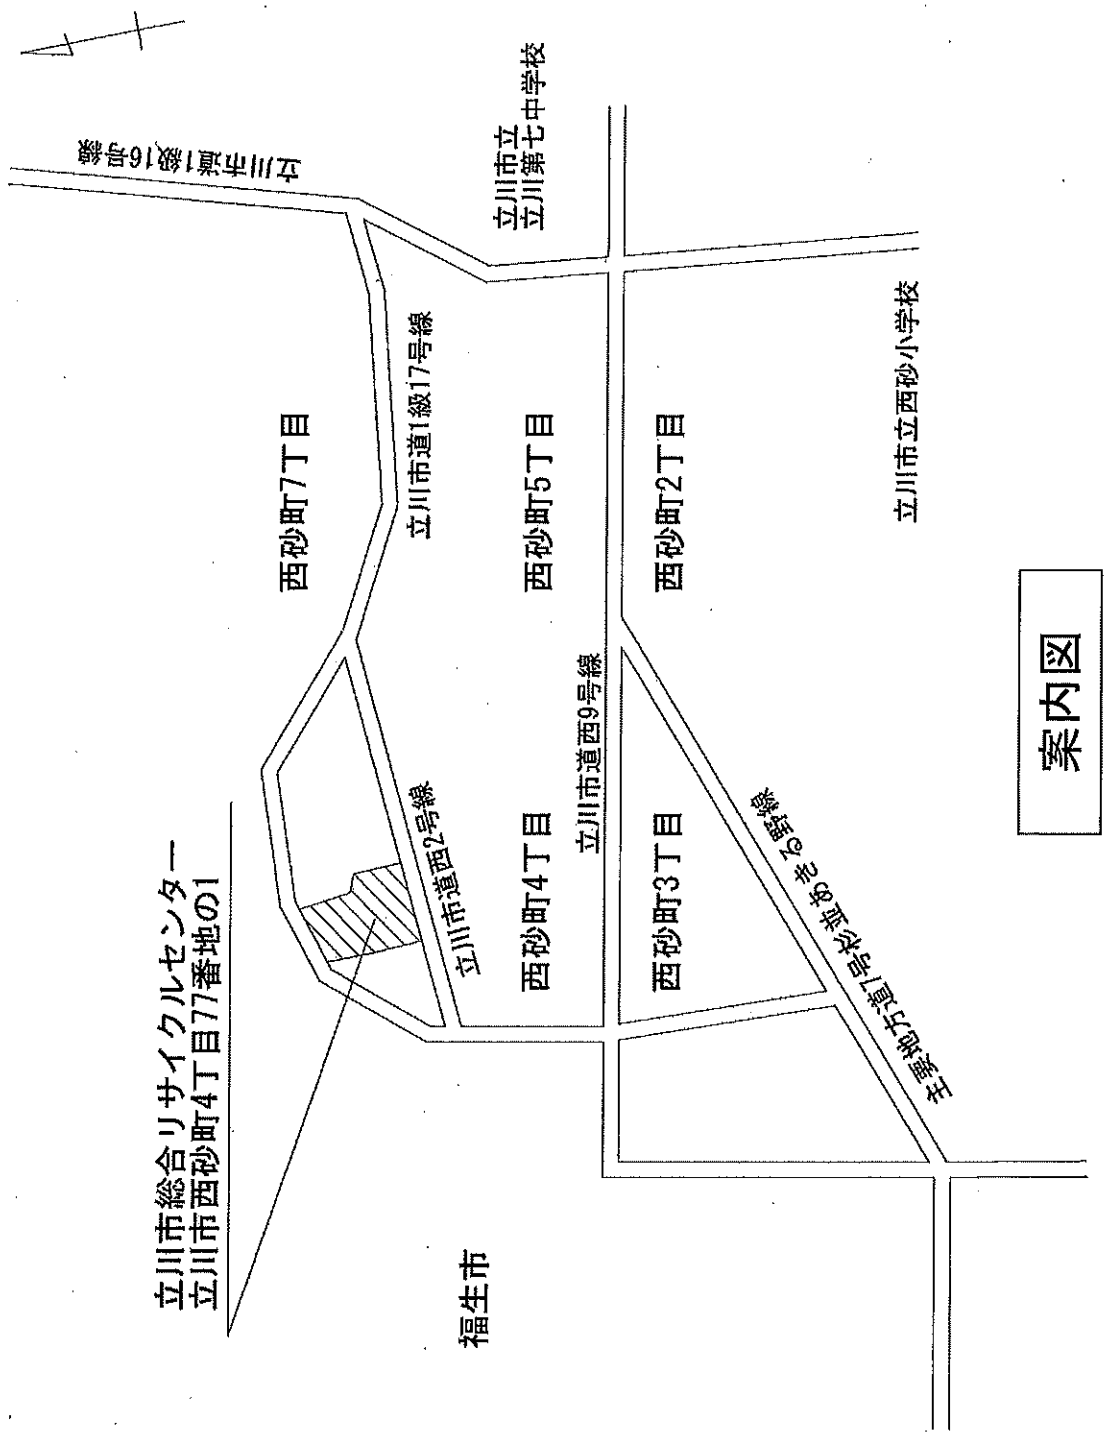 立川市総合リサイクルセンター
立川市西砂町4丁目77番地の1
立川市道1級16号線
西砂町7丁目
立川市道1級17号線
立川市立
立川第七中学校
福生市
立川市道西2号線
西砂町4丁目
西砂町5丁目
立川市道西9号線
西砂町3丁目
西砂町2丁目
主要地方道7号杉並あきる野線
立川市立西砂小学校
案内図